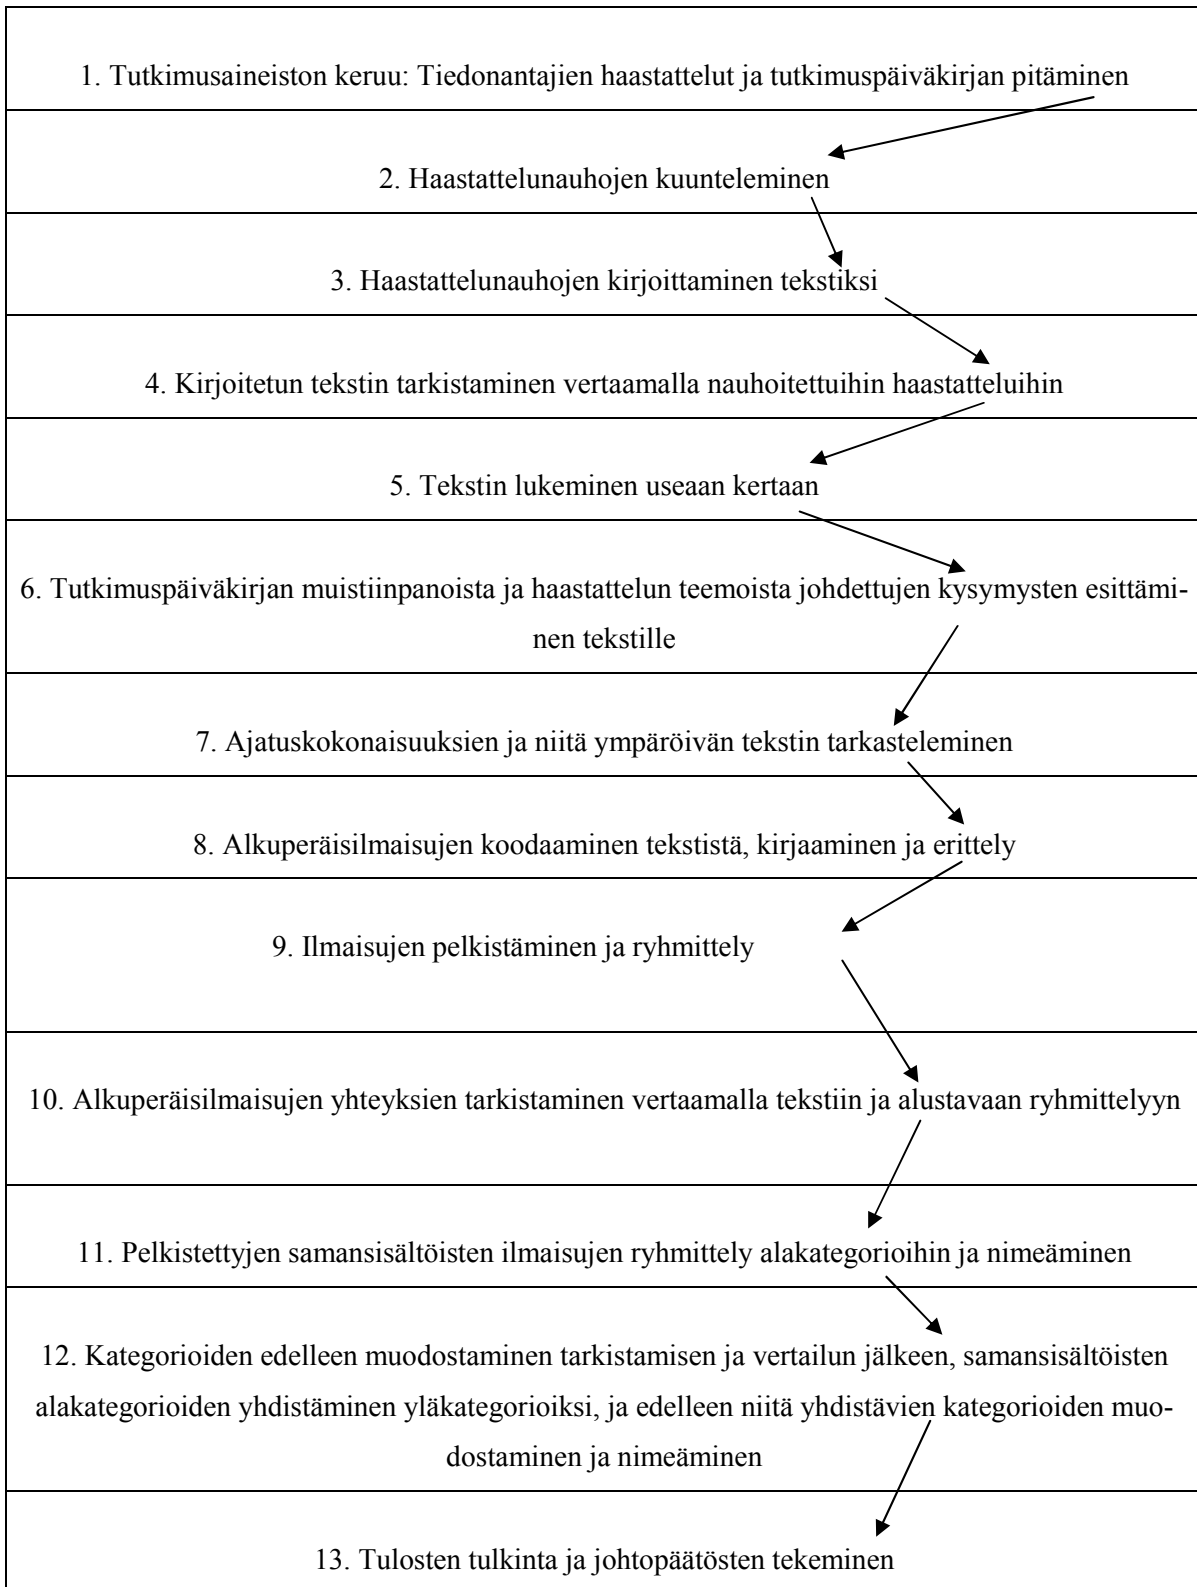 1. Tutkimusaineiston keruu: Tiedonantajien haastattelut ja tutkimuspäiväkirjan pitäminen
2. Haastattelunauhojen kuunteleminen
3. Haastattelunauhojen kirjoittaminen tekstiksi
4. Kirjoitetun tekstin tarkistaminen vertaamalla nauhoitettuihin haastatteluihin
5. Tekstin lukeminen useaan kertaan
6. Tutkimuspäiväkirjan muistiinpanoista ja haastattelun teemoista johdettujen kysymysten esittämi-
nen tekstille
7. Ajatuskokonaisuuksien ja niitä ympäröivän tekstin tarkasteleminen
8. Alkuperäisilmaisujen koodaaminen tekstistä, kirjaaminen ja erittely
9. Ilmaisujen pelkistäminen ja ryhmittely
10. Alkuperäisilmaisujen yhteyksien tarkistaminen vertaamalla tekstiin ja alustavaan ryhmittelyyn
11. Pelkistettyjen samansisältöisten ilmaisujen ryhmittely alakategorioihin ja nimeäminen
12. Kategorioiden edelleen muodostaminen tarkistamisen ja vertailun jälkeen, samansisältöisten
alakategorioiden yhdistäminen yläkategorioiksi, ja edelleen niitä yhdistävien kategorioiden muo-
dostaminen ja nimeäminen
13. Tulosten tulkinta ja johtopäätösten tekeminen